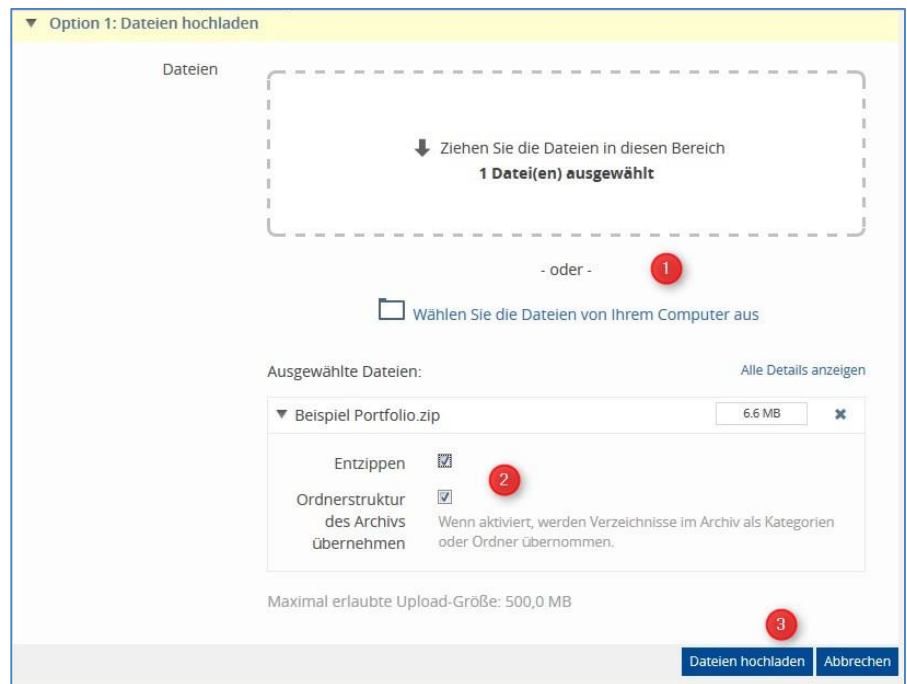 Option 1: Dateien hochladen
Dateien
Ziehen Sie die Dateien in diesen Bereich
1 Datei(en) ausgewählt
- oder -
1
Wählen Sie die Dateien von Ihrem Computer aus
Ausgewählte Dateien:
Alle Details anzeigen
Beispiel Portfolio.zip
6.6 MB
Entzippen
2
Ordnerstruktur
des Archivs
übernehmen
Wenn aktiviert, werden Verzeichnisse im Archiv als Kategorien
oder Ordner übernommen.
Maximal erlaubte Upload-Größe: 500,0 MB
3
Dateien hochladen
Abbrechen